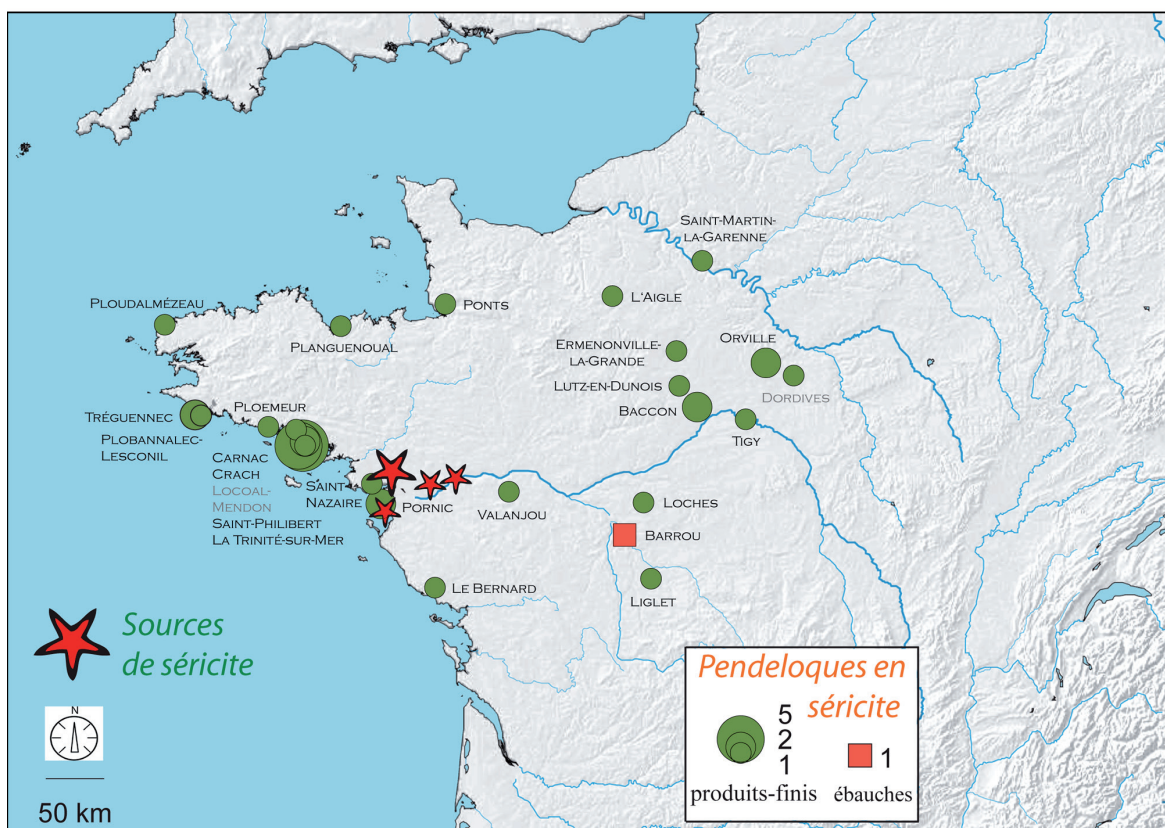 Saint-Martin-
la-Garenne
Ploudalmézeau
Ponts
L'Aigle
Planguenoual
Ermenonville-
la-Grande
Orville
Lutz-en-Dunois
Dordives
Baccon
Tigy
Tréguennec
Ploemeur
Plobannalec-
Lesconil
Carnac
Crach
Locoal-
Mendon
Saint-Philibert
La Trinité-sur-Mer
Saint-
Nazaire
Pornic
Valanjou
Loches
Barrou
Liglet
Le Bernard
Sources
de séricite
N
50 km
Pendeloques en
séricite
5
2
1
1
produits-finis
ébauches